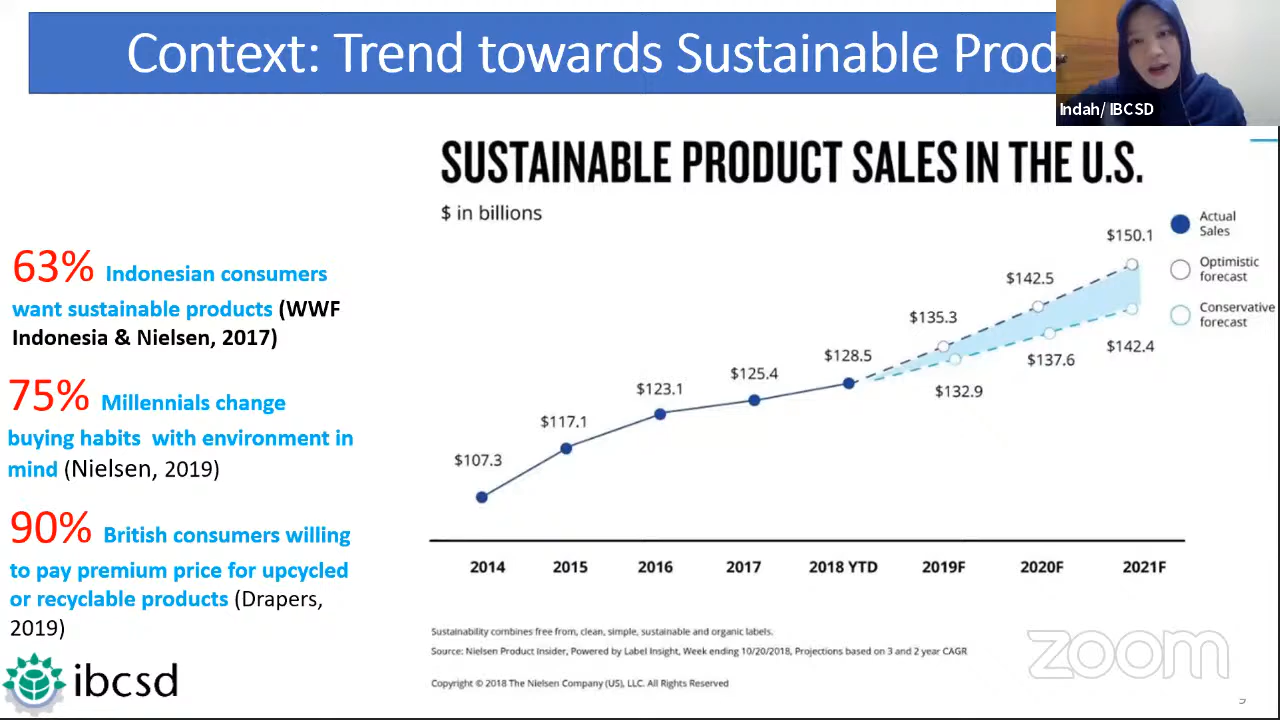 Context: Trend towards Sustainable
Indah/ IBCSD
SUSTAINABLE PRODUCT SALES IN THE U.S.
$ in billions
63% Indonesian consumers
want sustainable products (WWF
Indonesia & Nielsen, 2017)
75% Millennials change
buying habits with environment in
mind (Nielsen, 2019)
90% British consumers willing
to pay premium price for upcycled
or recyclable products (Drapers,
2019)
ibcsd
Actual
Sales
Optimistic
forecast
Conservative
forecast
$107.3
$117.1
$123.1
$125.4
$128.5
$135.3
$142.5
$150.1
$132.9
$137.6
$142.4
2014 2015 2016 2017 2018 YTD 2019F 2020F 2021F
Sustainability combines free from, clean, simple, sustainable and organic labels.
Source: Nielsen Product Insider, Powered by Label Insight, Week ending 10/20/2018, Projections based on 3 and 2 year CAGR
Copyright © 2018 The Nielsen Company (US), LLC. All Rights Reserved
zoom